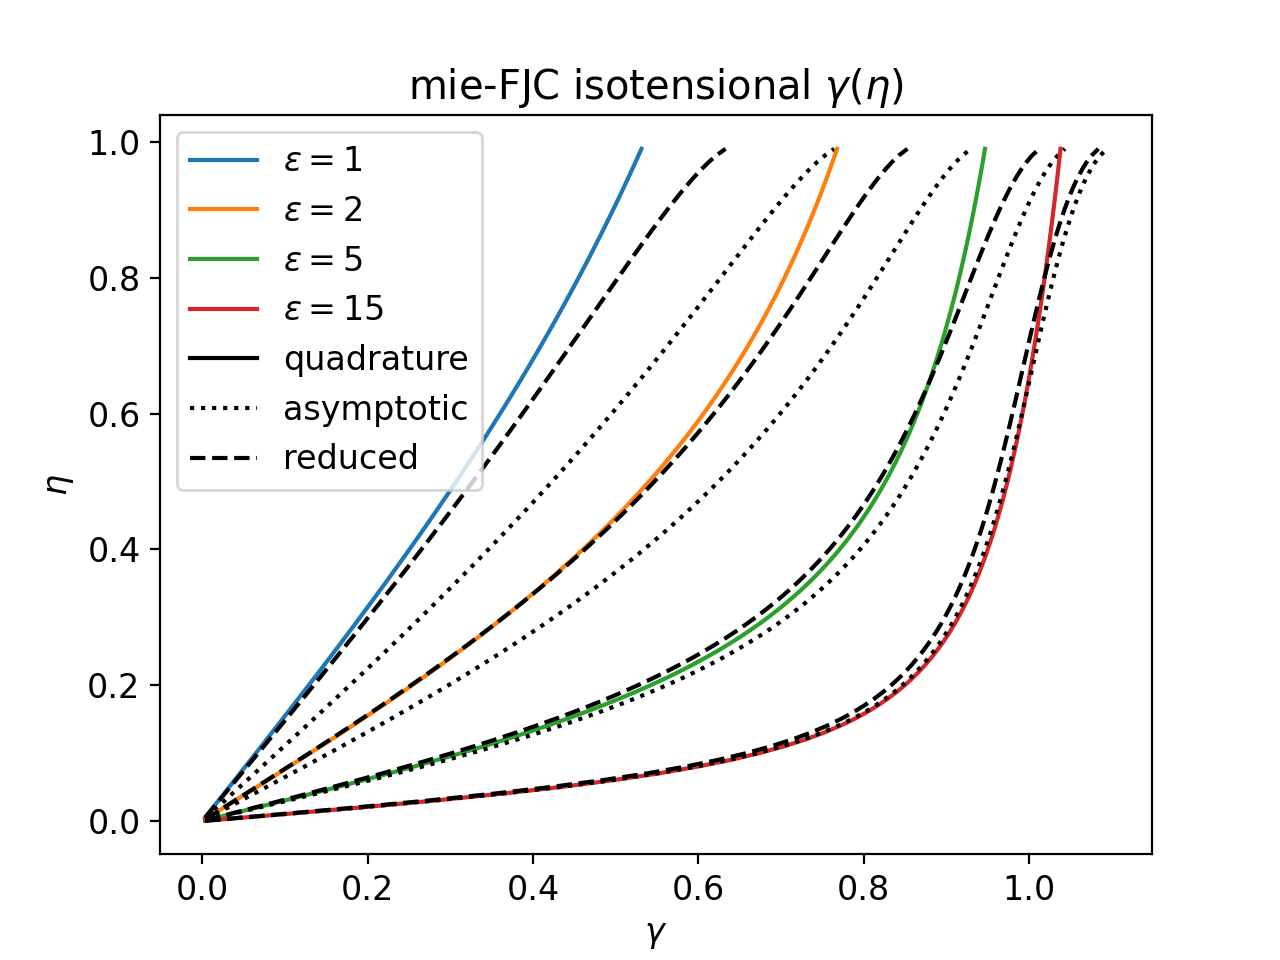 mie-FJC isotensional γ(η)
ε = 1
ε = 2
ε = 5
ε = 15
quadrature
asymptotic
reduced
η
1.0
0.8
0.6
0.4
0.2
0.0
0.0 0.2 0.4 0.6 0.8 1.0
γ